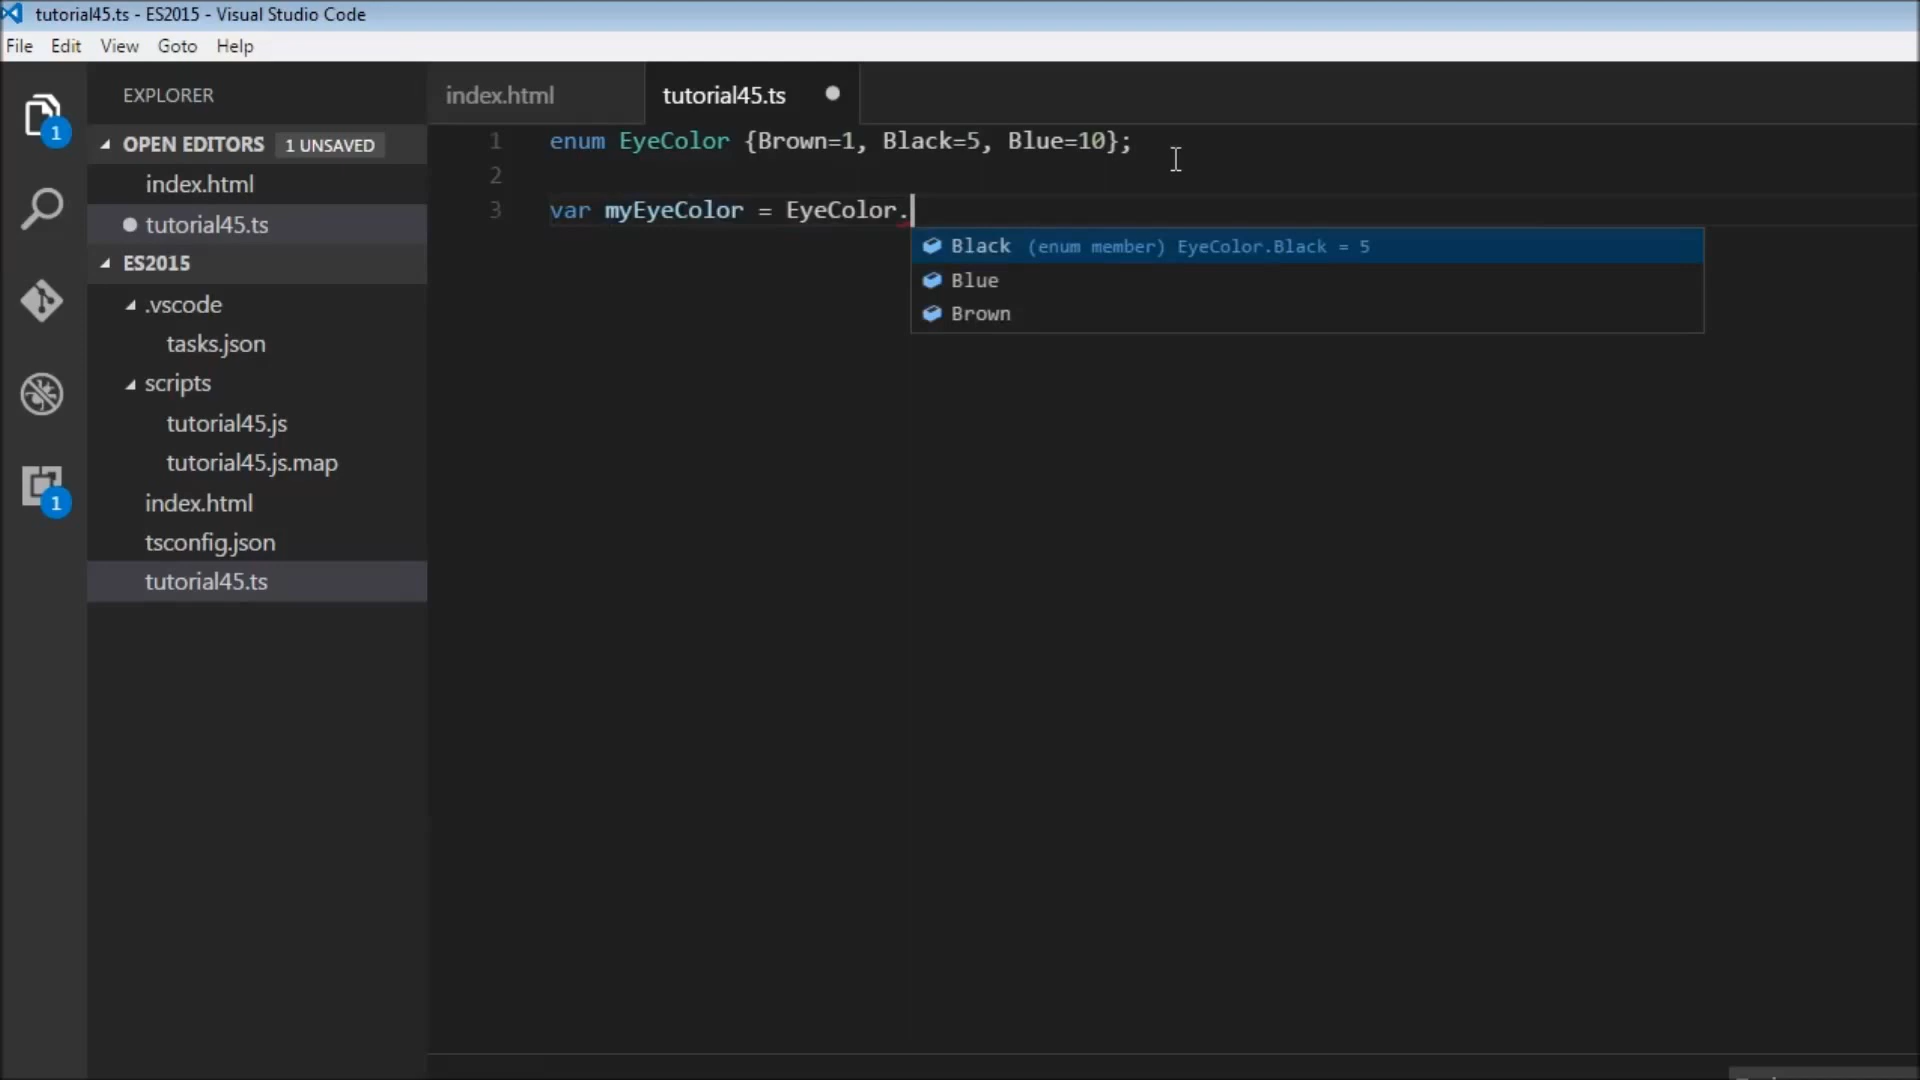 tutorial45.ts - ES2015 - Visual Studio Code
File Edit View Goto Help
EXPLORER
OPEN EDITORS 1 UNSAVED
index.html
tutorial45.ts
ES2015
.vscode
tasks.json
scripts
tutorial45.js
tutorial45.js.map
index.html
tsconfig.json
tutorial45.ts
1
1
index.html tutorial45.ts
1 enum EyeColor {Brown=1, Black=5, Blue=10};
2
3 var myEyeColor = EyeColor.
Black (enum member) EyeColor.Black = 5
Blue
Brown